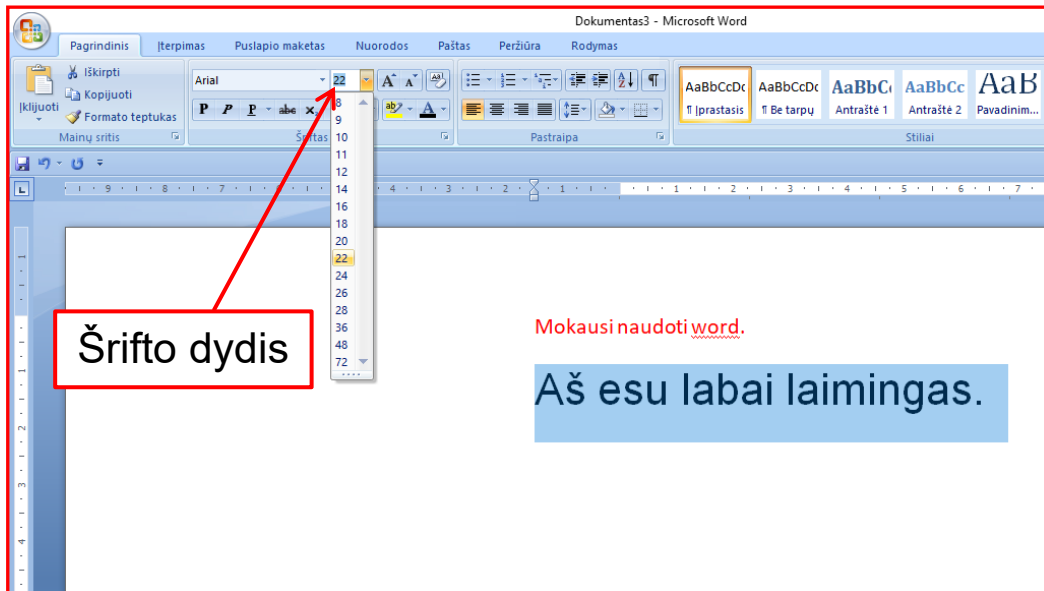 Dokumentas3 - Microsoft Word
Pagrindinis Įterpimas Puslapio maketas Nuorodos Paštas Peržiūra Rodymas
Įklijuoti
Iškirpti
Kopijuoti
Formato teptukas
Mainų sritis
Arial 22
P P P abc x
Šriftas
Pastraipa
AaBbCcDc AaBbCcDc AaBbC AaBbCc AaB
¶ Įprastasis ¶ Be tarpų Antraštė 1 Antraštė 2 Pavadinim...
Stiliai
8
9
10
11
12
14
16
18
20
22
24
26
28
36
48
72
Šrifto dydis
Mokausi naudoti word.
Aš esu labai laimingas.